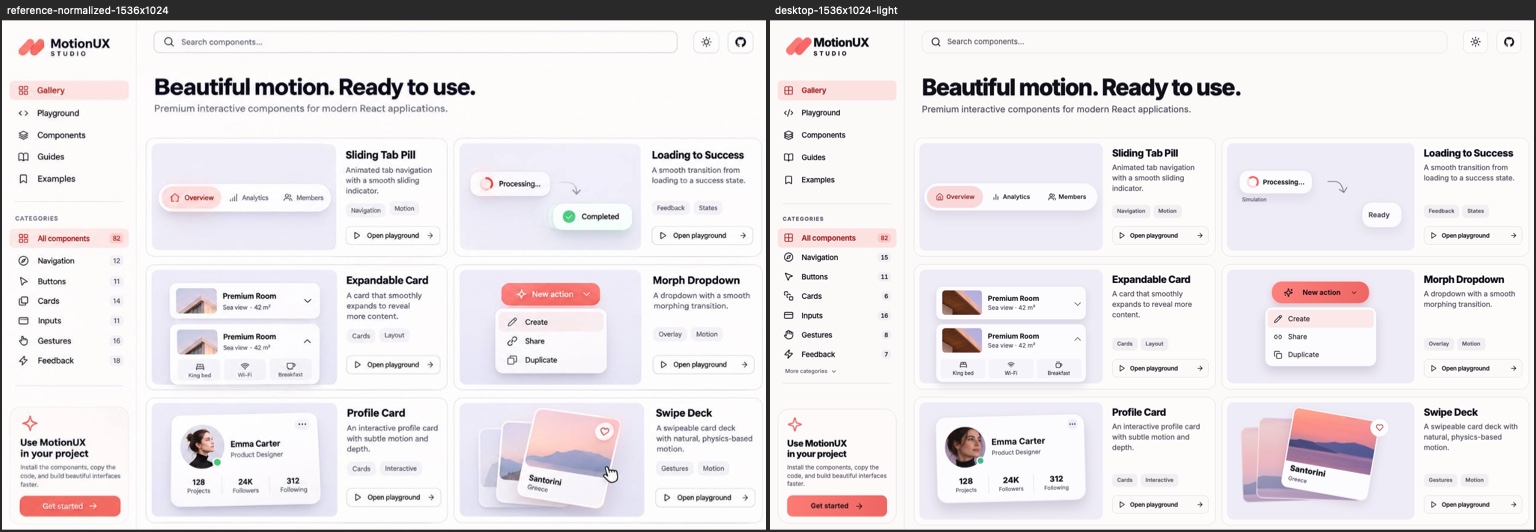 reference-normalized-1536x1024
MotionUX
STUDIO
Search components...
Gallery
Playground
Components
Guides
Examples
CATEGORIES
All components 82
Navigation 12
Buttons 11
Cards 14
Inputs 11
Gestures 16
Feedback 18
Use MotionUX
in your project
Install the components, copy the
code, and build beautiful interfaces
faster.
Get started →
Beautiful motion. Ready to use.
Premium interactive components for modern React applications.
Overview Analytics Members
Sliding Tab Pill
Animated tab navigation
with a smooth sliding
indicator.
Navigation Motion
Open playground →
Processing...
Completed
Loading to Success
A smooth transition from
loading to a success state.
Feedback States
Open playground →
Premium Room
Sea view · 42 m²
Premium Room
Sea view · 42 m²
King bed Wi-Fi Breakfast
Expandable Card
A card that smoothly
expands to reveal
more content.
Cards Layout
Open playground →
New action
Create
Share
Duplicate
Morph Dropdown
A dropdown with a smooth
morphing transition.
Overlay Motion
Open playground →
Emma Carter
Product Designer
128 24K 312
Projects Followers Following
Profile Card
An interactive profile card
with subtle motion and
depth.
Cards Interactive
Open playground →
Santorini
Greece
Swipe Deck
A swipeable card deck
with natural, physics-based
motion.
Gestures Motion
Open playground →
desktop-1536x1024-light
MotionUX
STUDIO
Search components...
Gallery
Playground
Components
Guides
Examples
CATEGORIES
All components 82
Navigation 15
Buttons 11
Cards 6
Inputs 16
Gestures 8
Feedback 7
More categories
Use MotionUX
in your project
Install the components, copy the
code, and build beautiful interfaces
faster.
Get started →
Beautiful motion. Ready to use.
Premium interactive components for modern React applications.
Overview Analytics Members
Sliding Tab Pill
Animated tab navigation
with a smooth sliding
indicator.
Navigation Motion
Open playground →
Processing...
Simulation
Ready
Loading to Success
A smooth transition from
loading to a success state.
Feedback States
Open playground →
Premium Room
Sea view · 42 m²
Premium Room
Sea view · 42 m²
King bed Wi-Fi Breakfast
Expandable Card
A card that smoothly
expands to reveal more
content.
Cards Layout
Open playground →
New action
Create
Share
Duplicate
Morph Dropdown
A dropdown with a smooth
morphing transition.
Overlay Motion
Open playground →
Emma Carter
Product Designer
128 24K 312
Projects Followers Following
Profile Card
An interactive profile card
with subtle motion and
depth.
Cards Interactive
Open playground →
Santorini
Greece
Swipe Deck
A swipeable card deck with
natural, physics-based
motion.
Gestures Motion
Open playground →